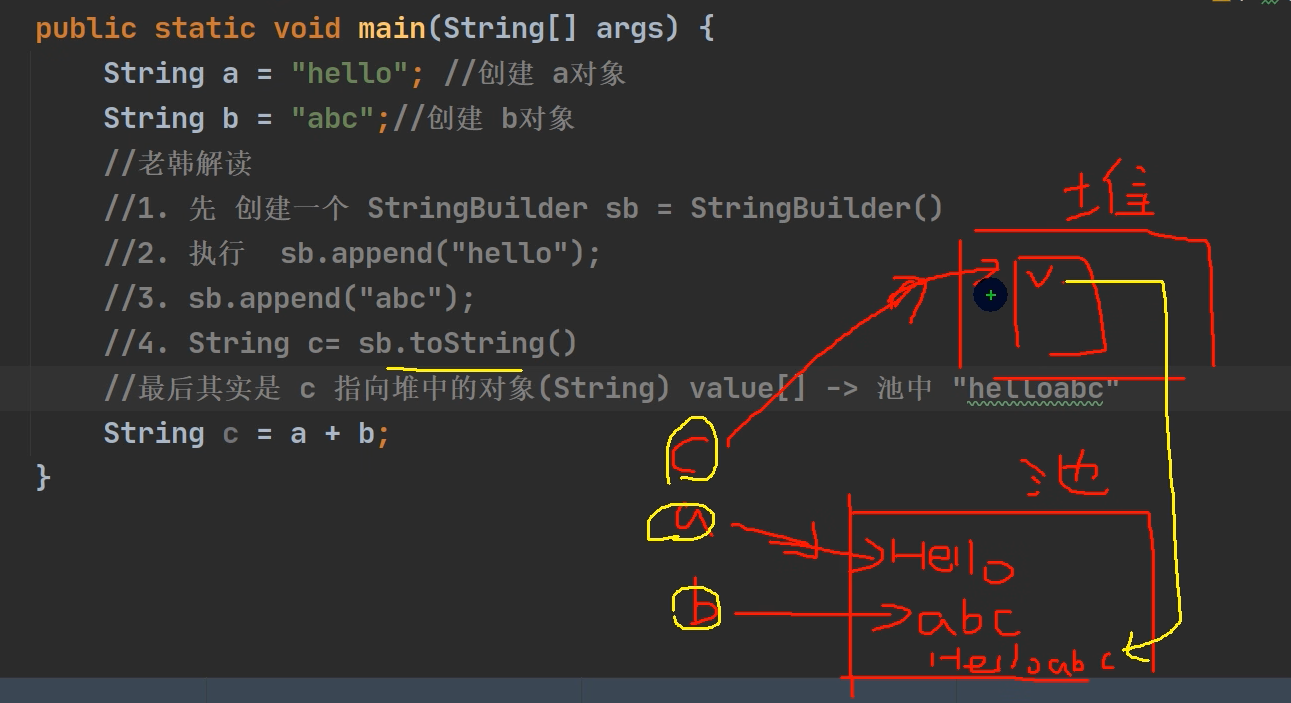 public static void main(String[] args) {
String a = "hello"; //创建 a对象
String b = "abc";//创建 b对象
//老韩解读
//1. 先 创建一个 StringBuilder sb = StringBuilder()
//2. 执行  sb.append("hello");
//3. sb.append("abc");
//4. String c= sb.toString()
//最后其实是 c 指向堆中的对象(String) value[] -> 池中 "helloabc"
String c = a + b;
}
堆
v
c
池
a
Hello
b
abc
Helloabc